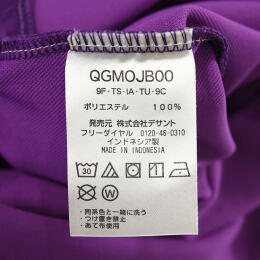 QGMOJB00
9F-TS-IA-TU-9C
ポリエステル 100%
発売元 株式会社デサント
フリーダイヤル 0120-46-0310
インドネシア製
MADE IN INDONESIA
30
・同系色と一緒に洗う
・つけ置き禁止
・あて布使用